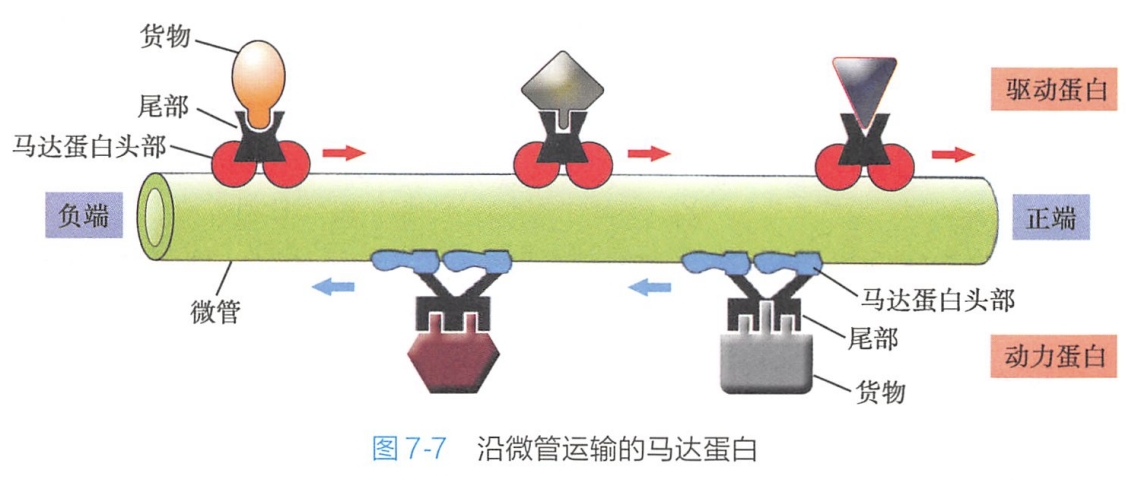 货物
尾部
马达蛋白头部
驱动蛋白
负端
正端
微管
马达蛋白头部
尾部
动力蛋白
货物
图 7-7 沿微管运输的马达蛋白